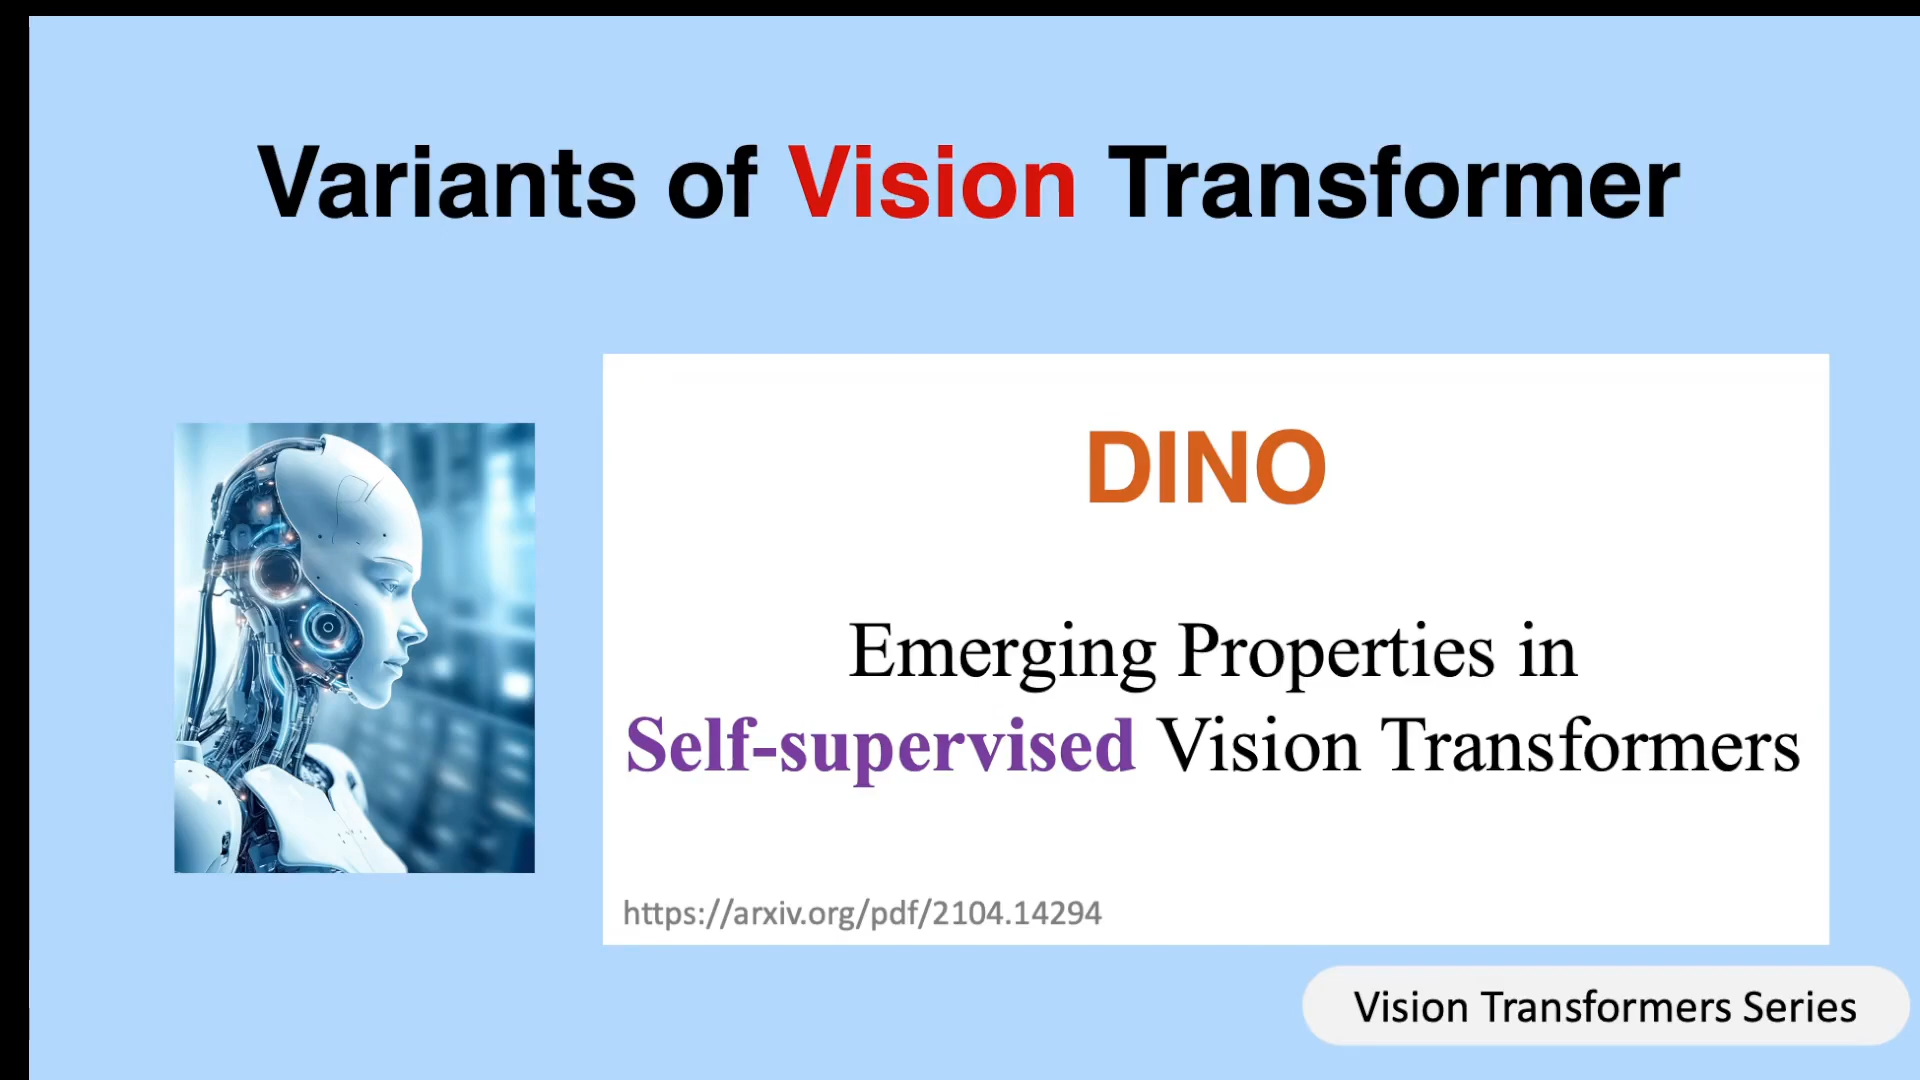 Variants of Vision Transformer
DINO
Emerging Properties in
Self-supervised Vision Transformers
https://arxiv.org/pdf/2104.14294
Vision Transformers Series